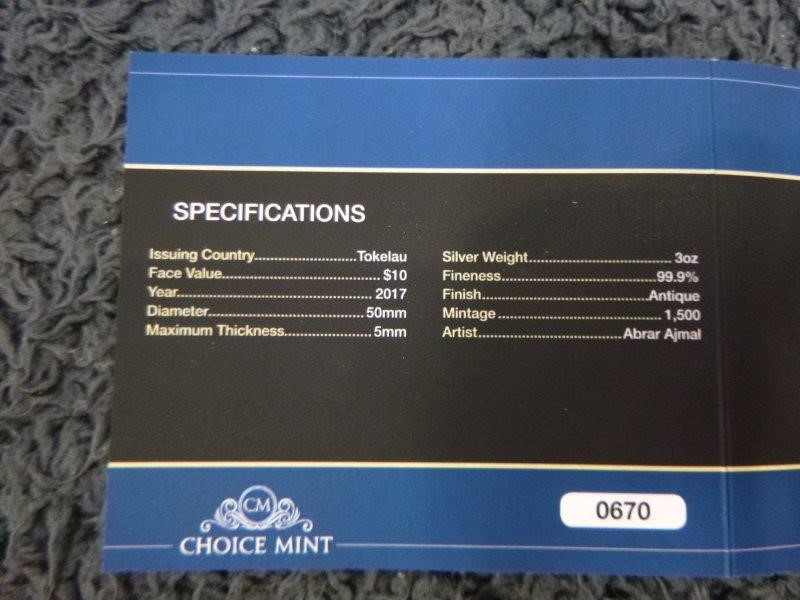 SPECIFICATIONS
Issuing Country............................Tokelau
Face Value.......................................... $10
Year..................................................... 2017
Diameter.......................................... 50mm
Maximum Thickness....................... 5mm
Silver Weight...................................... 3oz
Fineness..........................................99.9%
Finish.............................................Antique
Mintage ............................................ 1,500
Artist.......................................Abrar Ajmal
CM
CHOICE MINT
0670